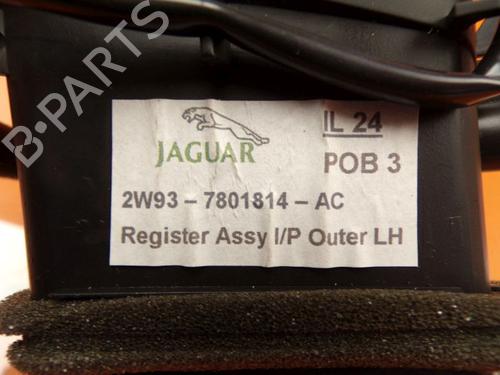 B-PARTS
JAGUAR
IL 24
POB 3
2W93-7801814-AC
Register Assy I/P Outer LH